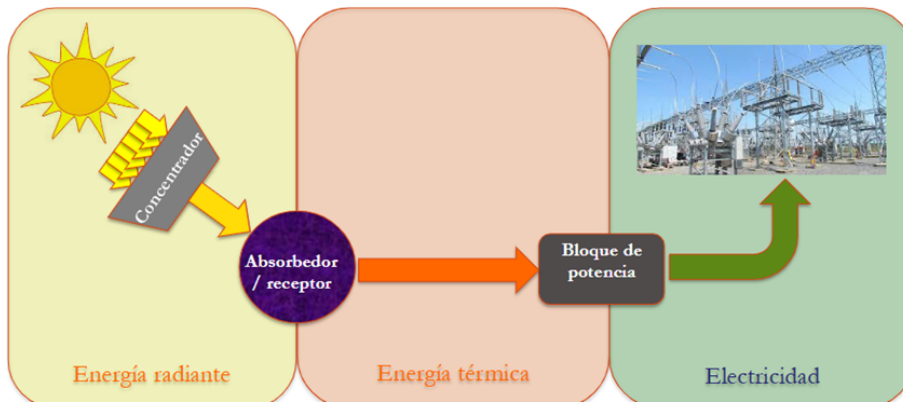 Concentrador
Absorbedor
/ receptor
Bloque de
potencia
Energía radiante
Energía térmica
Electricidad